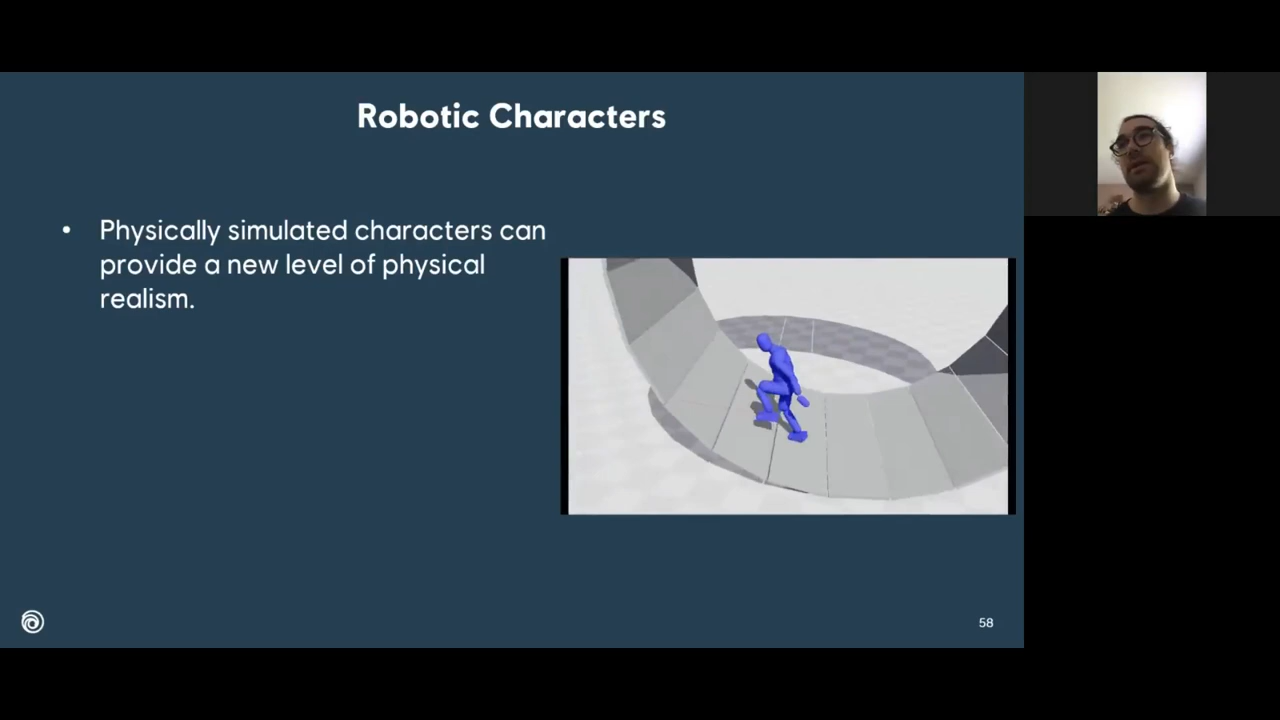 Robotic Characters
• Physically simulated characters can
provide a new level of physical
realism.
58